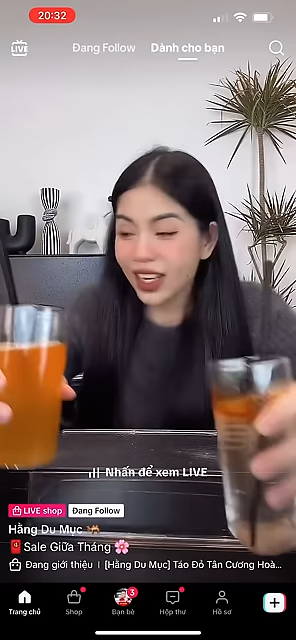 20:32
LIVE
Đang Follow
Dành cho bạn
Nhấn để xem LIVE
LIVE shop
Đang Follow
Hằng Du Mục 🐫
🧧Sale Giữa Tháng 🌸
Đang giới thiệu | [Hằng Du Mục] Táo Đỏ Tân Cương Hoà...
3
Trang chủ
Shop
Bạn bè
Hộp thư
Hồ sơ